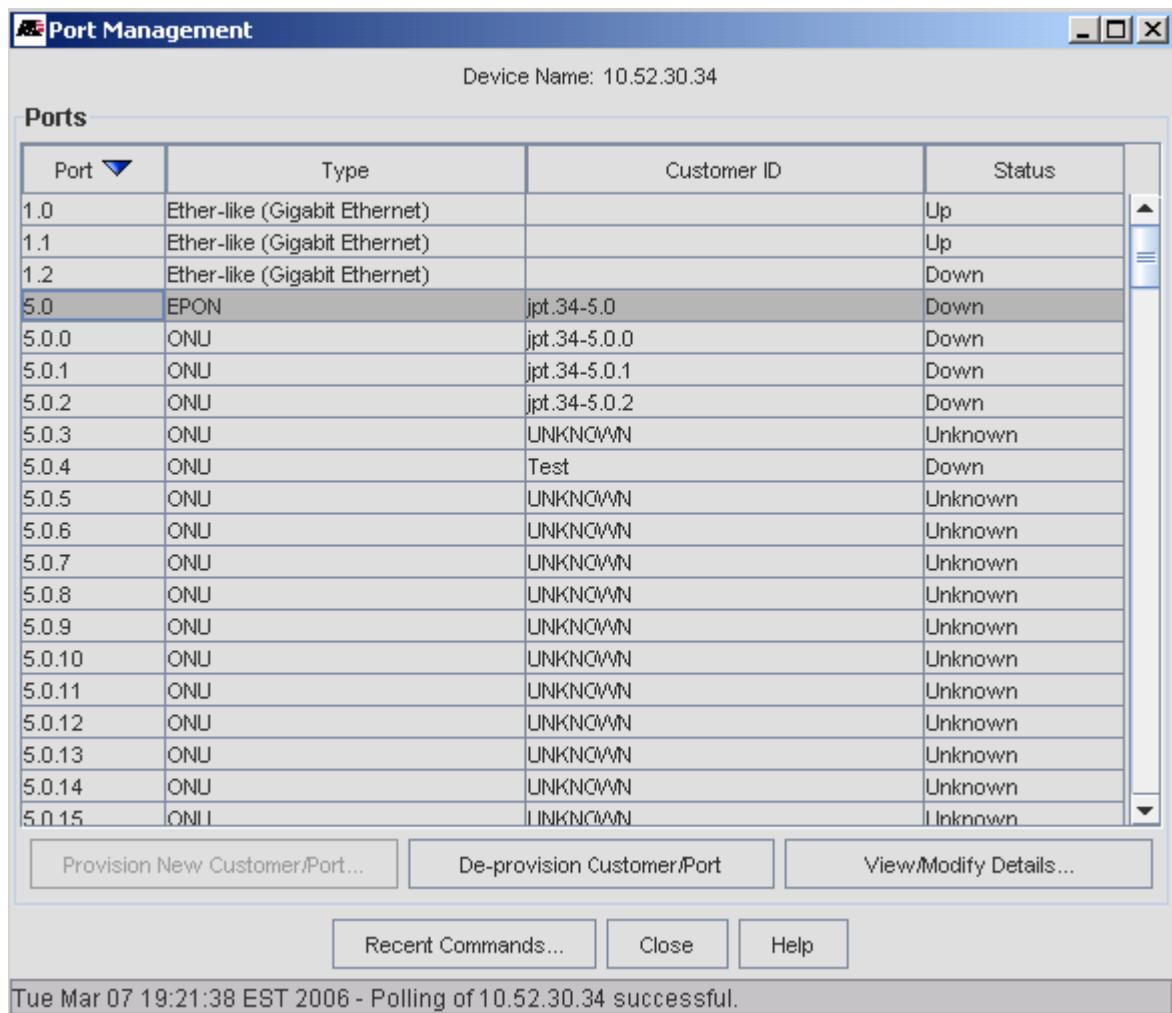 Port Management
Device Name: 10.52.30.34
Ports
Port Type Customer ID Status
1.0 Ether-like (Gigabit Ethernet) Up
1.1 Ether-like (Gigabit Ethernet) Up
1.2 Ether-like (Gigabit Ethernet) Down
5.0 EPON jpt.34-5.0 Down
5.0.0 ONU jpt.34-5.0.0 Down
5.0.1 ONU jpt.34-5.0.1 Down
5.0.2 ONU jpt.34-5.0.2 Down
5.0.3 ONU UNKNOWN Unknown
5.0.4 ONU Test Down
5.0.5 ONU UNKNOWN Unknown
5.0.6 ONU UNKNOWN Unknown
5.0.7 ONU UNKNOWN Unknown
5.0.8 ONU UNKNOWN Unknown
5.0.9 ONU UNKNOWN Unknown
5.0.10 ONU UNKNOWN Unknown
5.0.11 ONU UNKNOWN Unknown
5.0.12 ONU UNKNOWN Unknown
5.0.13 ONU UNKNOWN Unknown
5.0.14 ONU UNKNOWN Unknown
5.0.15 ONU UNKNOWN Unknown
Provision New Customer/Port... De-provision Customer/Port View/Modify Details...
Recent Commands... Close Help
Tue Mar 07 19:21:38 EST 2006 - Polling of 10.52.30.34 successful.